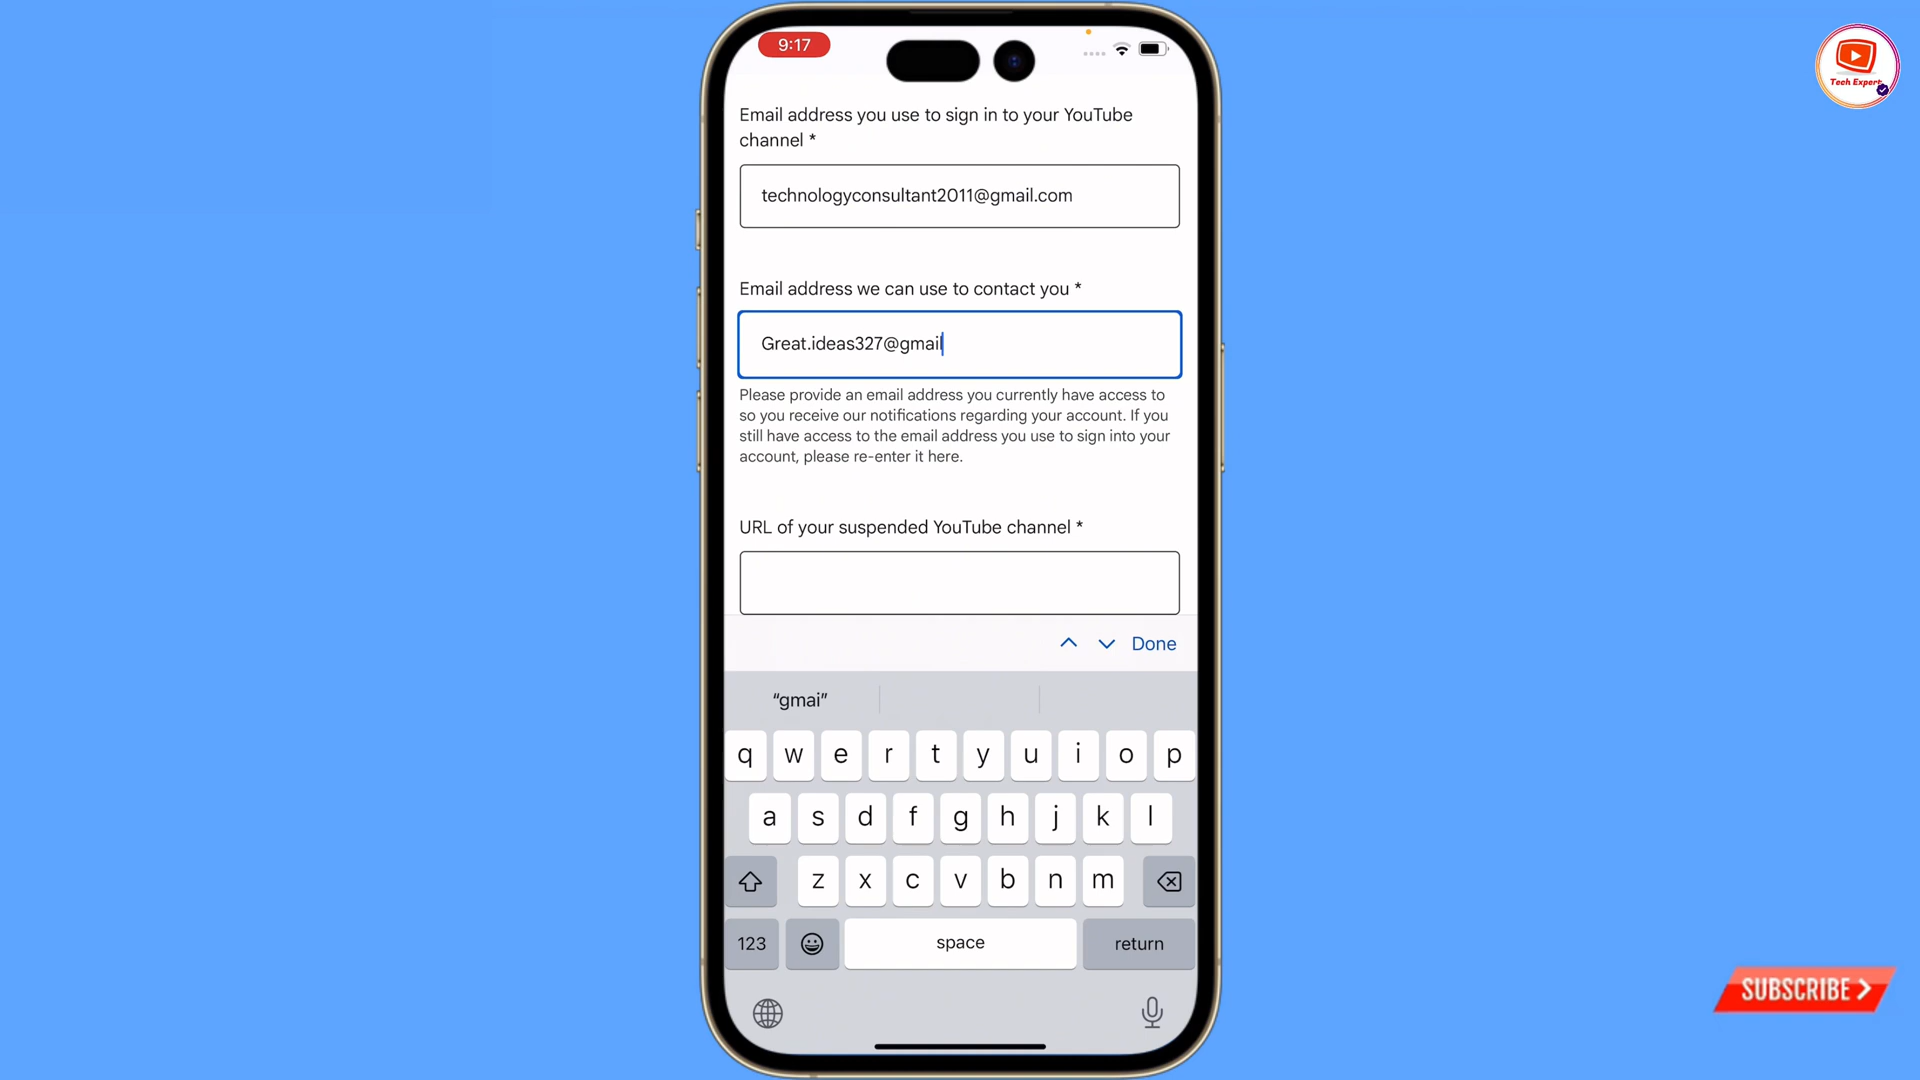 9:17
Tech Expert
Email address you use to sign in to your YouTube
channel *
technologyconsultant2011@gmail.com
Email address we can use to contact you *
Great.ideas327@gmail
Please provide an email address you currently have access to
so you receive our notifications regarding your account. If you
still have access to the email address you use to sign into your
account, please re-enter it here.
URL of your suspended YouTube channel *
Done
“gmai”
q w e r t y u i o p
a s d f g h j k l
z x c v b n m
123 space return
SUBSCRIBE